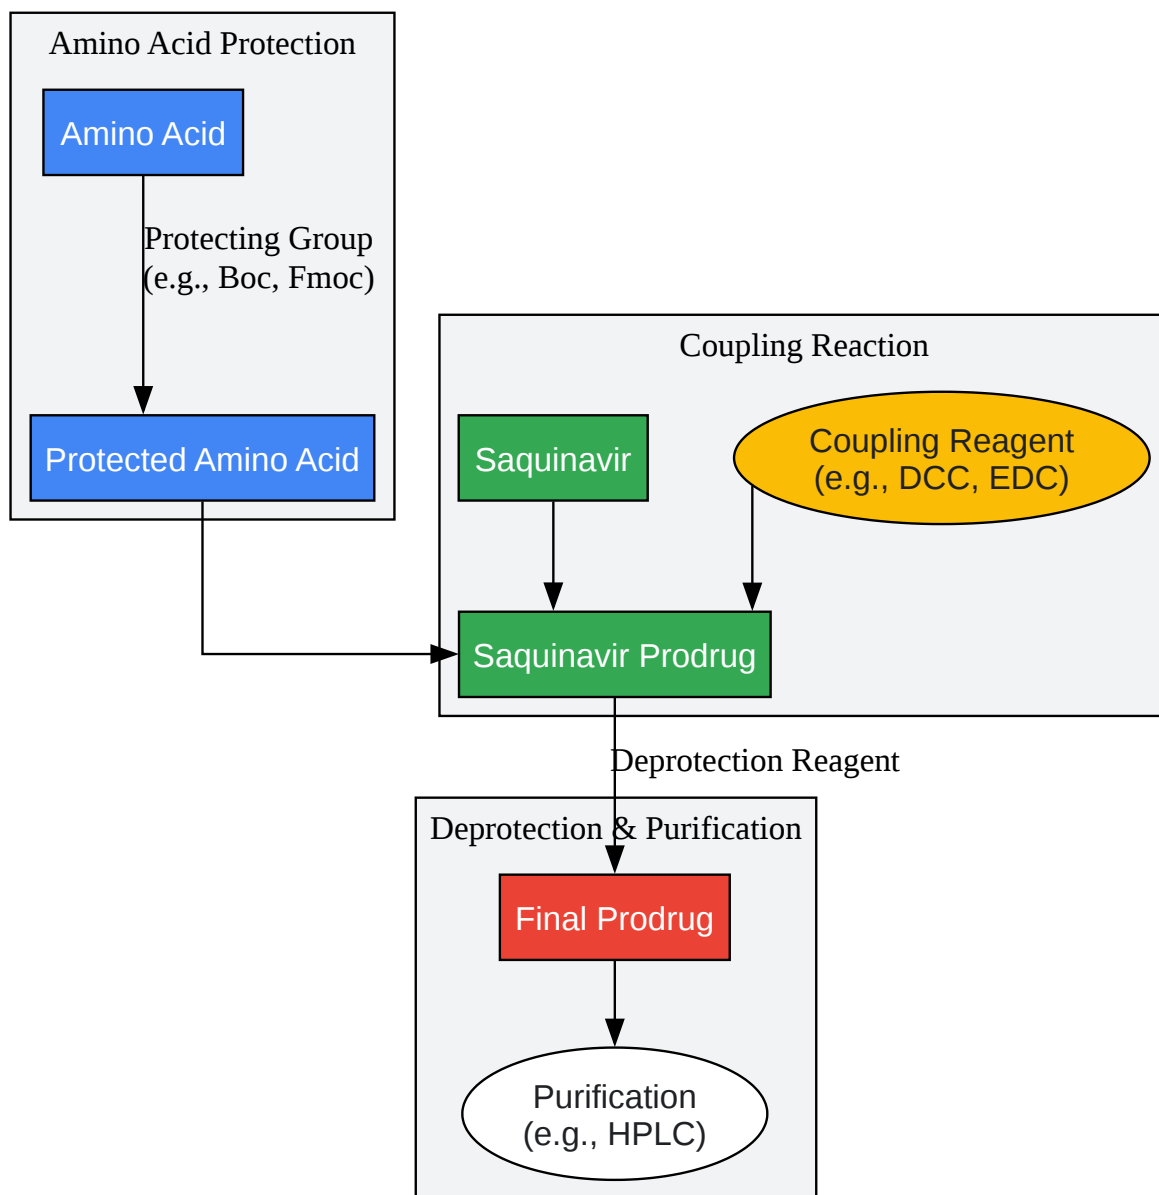 Amino Acid Protection
Amino Acid
Protecting Group
(e.g., Boc, Fmoc)
Protected Amino Acid
Coupling Reaction
Saquinavir
Coupling Reagent
(e.g., DCC, EDC)
Saquinavir Prodrug
Deprotection Reagent
Deprotection & Purification
Final Prodrug
Purification
(e.g., HPLC)